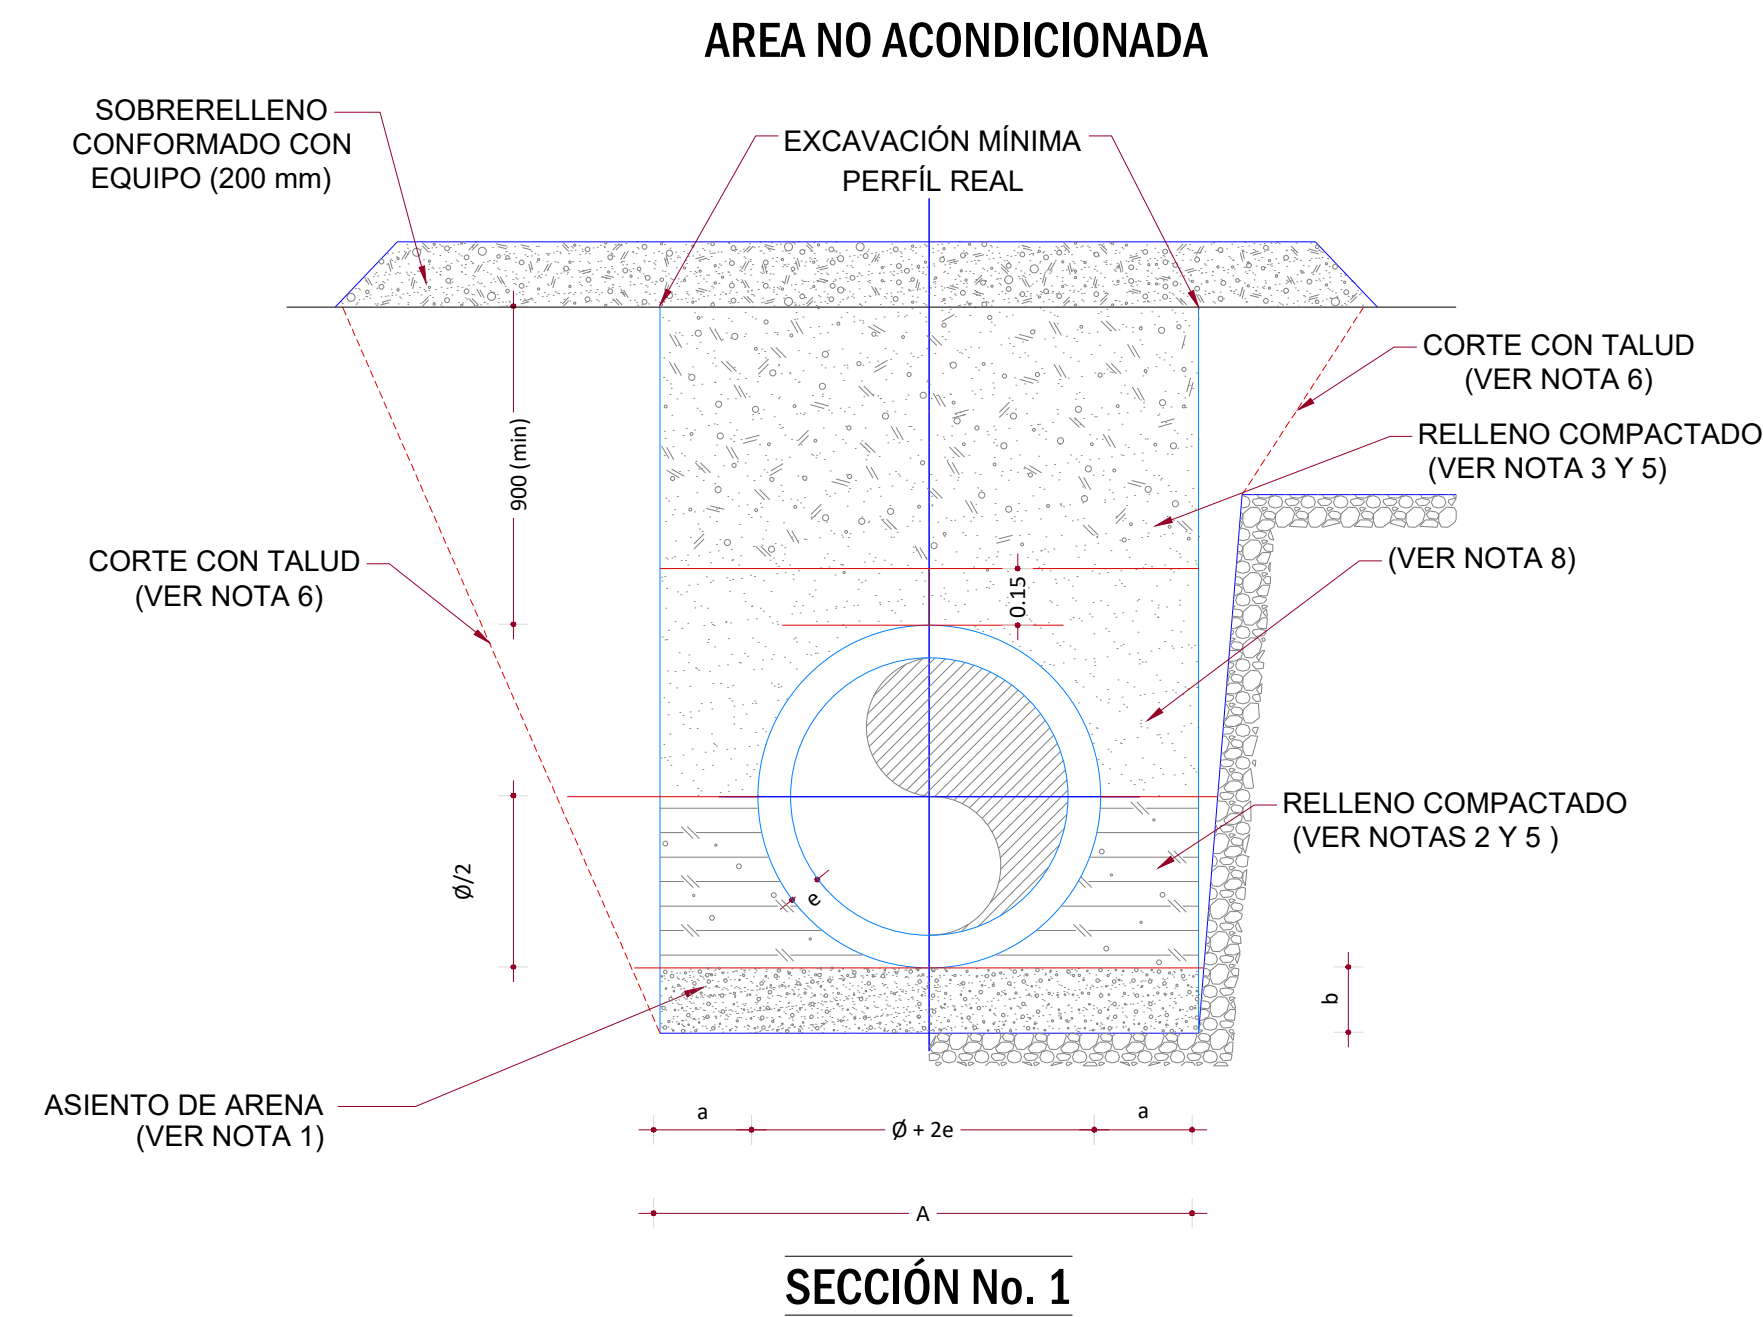 AREA NO ACONDICIONADA
SOBRERELLENO
CONFORMADO CON
EQUIPO (200 mm)
EXCAVACIÓN MÍNIMA
PERFÍL REAL
CORTE CON TALUD
(VER NOTA 6)
RELLENO COMPACTADO
(VER NOTA 3 Y 5)
900 (min)
(VER NOTA 8)
CORTE CON TALUD
(VER NOTA 6)
0.15
RELLENO COMPACTADO
(VER NOTAS 2 Y 5 )
Ø/2
e
b
ASIENTO DE ARENA
(VER NOTA 1)
a
Ø + 2e
a
A
SECCIÓN No. 1